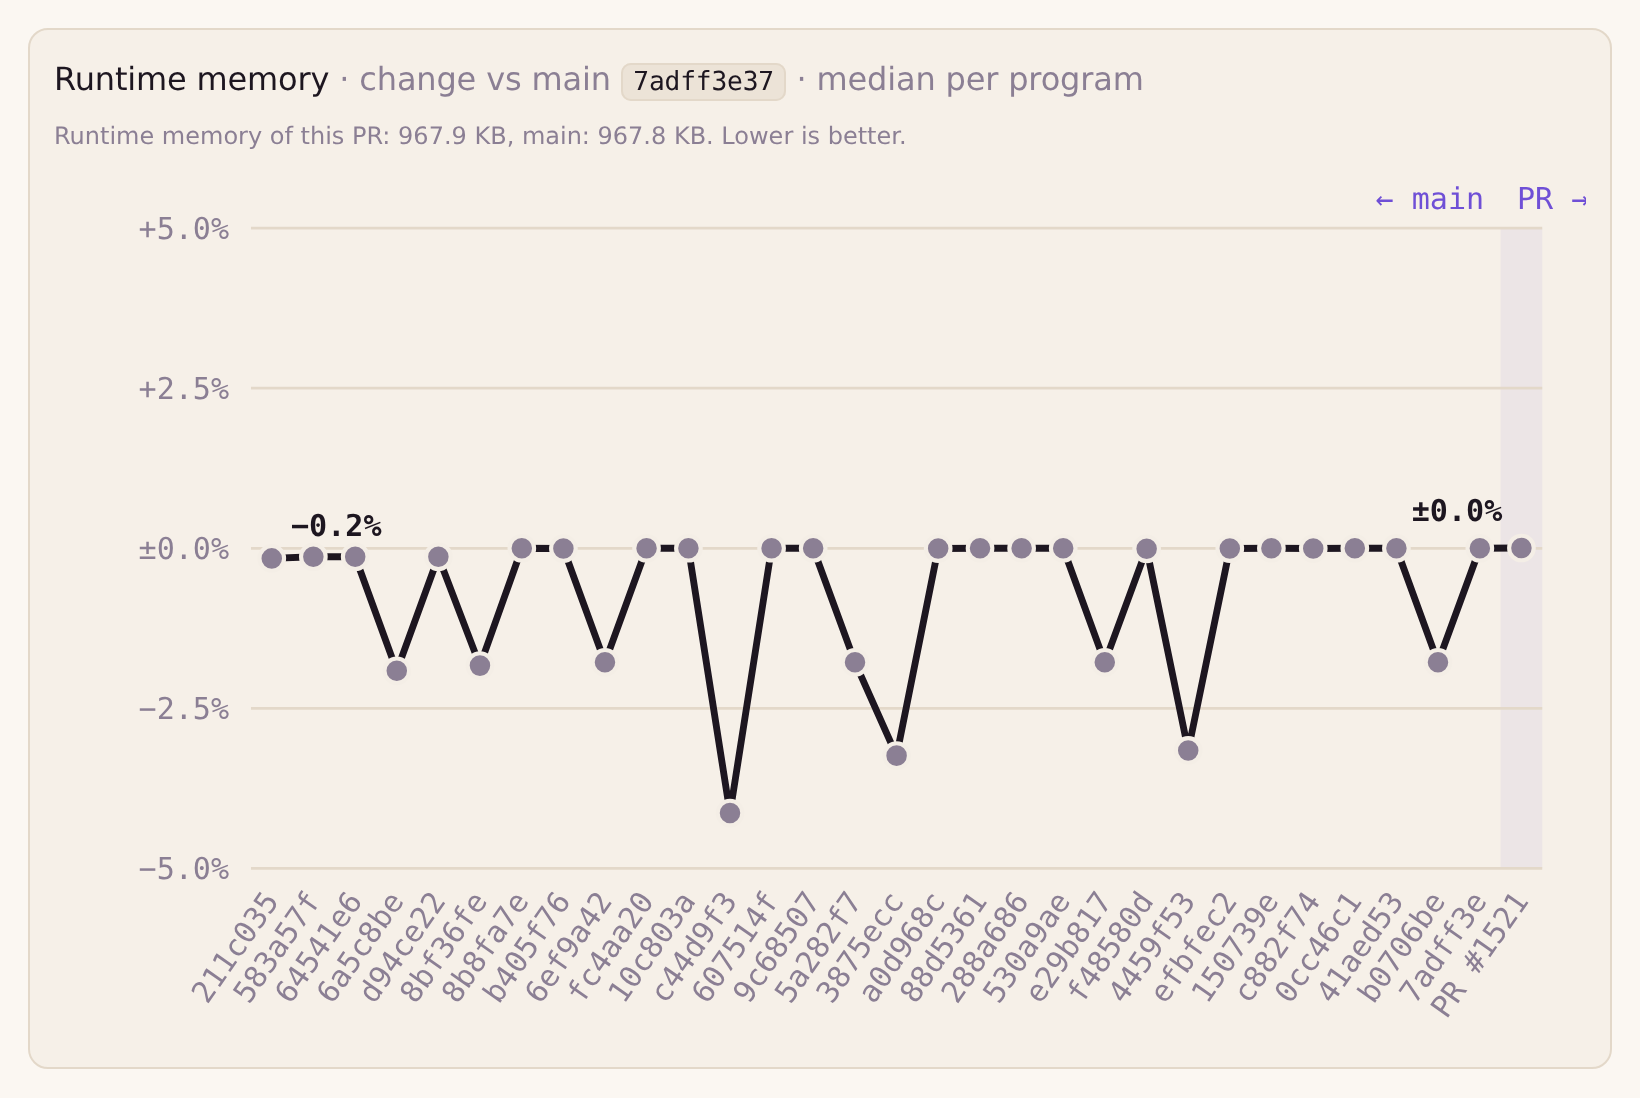 Runtime memory · change vs main 7adff3e37 · median per program
Runtime memory of this PR: 967.9 KB, main: 967.8 KB. Lower is better.
← main PR →
+5.0%
+2.5%
±0.0%
−2.5%
−5.0%
−0.2%
±0.0%
211c035
583a57f
64541e6
6a5c8be
d94ce22
8bf36fe
8b8fa7e
b405f76
6ef9a42
fc4aa20
10c803a
c44d9f3
607514f
9c68507
5a282f7
3875ecc
a0d968c
88d5361
288a686
530a9ae
e29b817
f48580d
4459f53
efbfec2
150739e
c882f74
0cc46c1
41aed53
b0706be
7adff3e
PR #1521